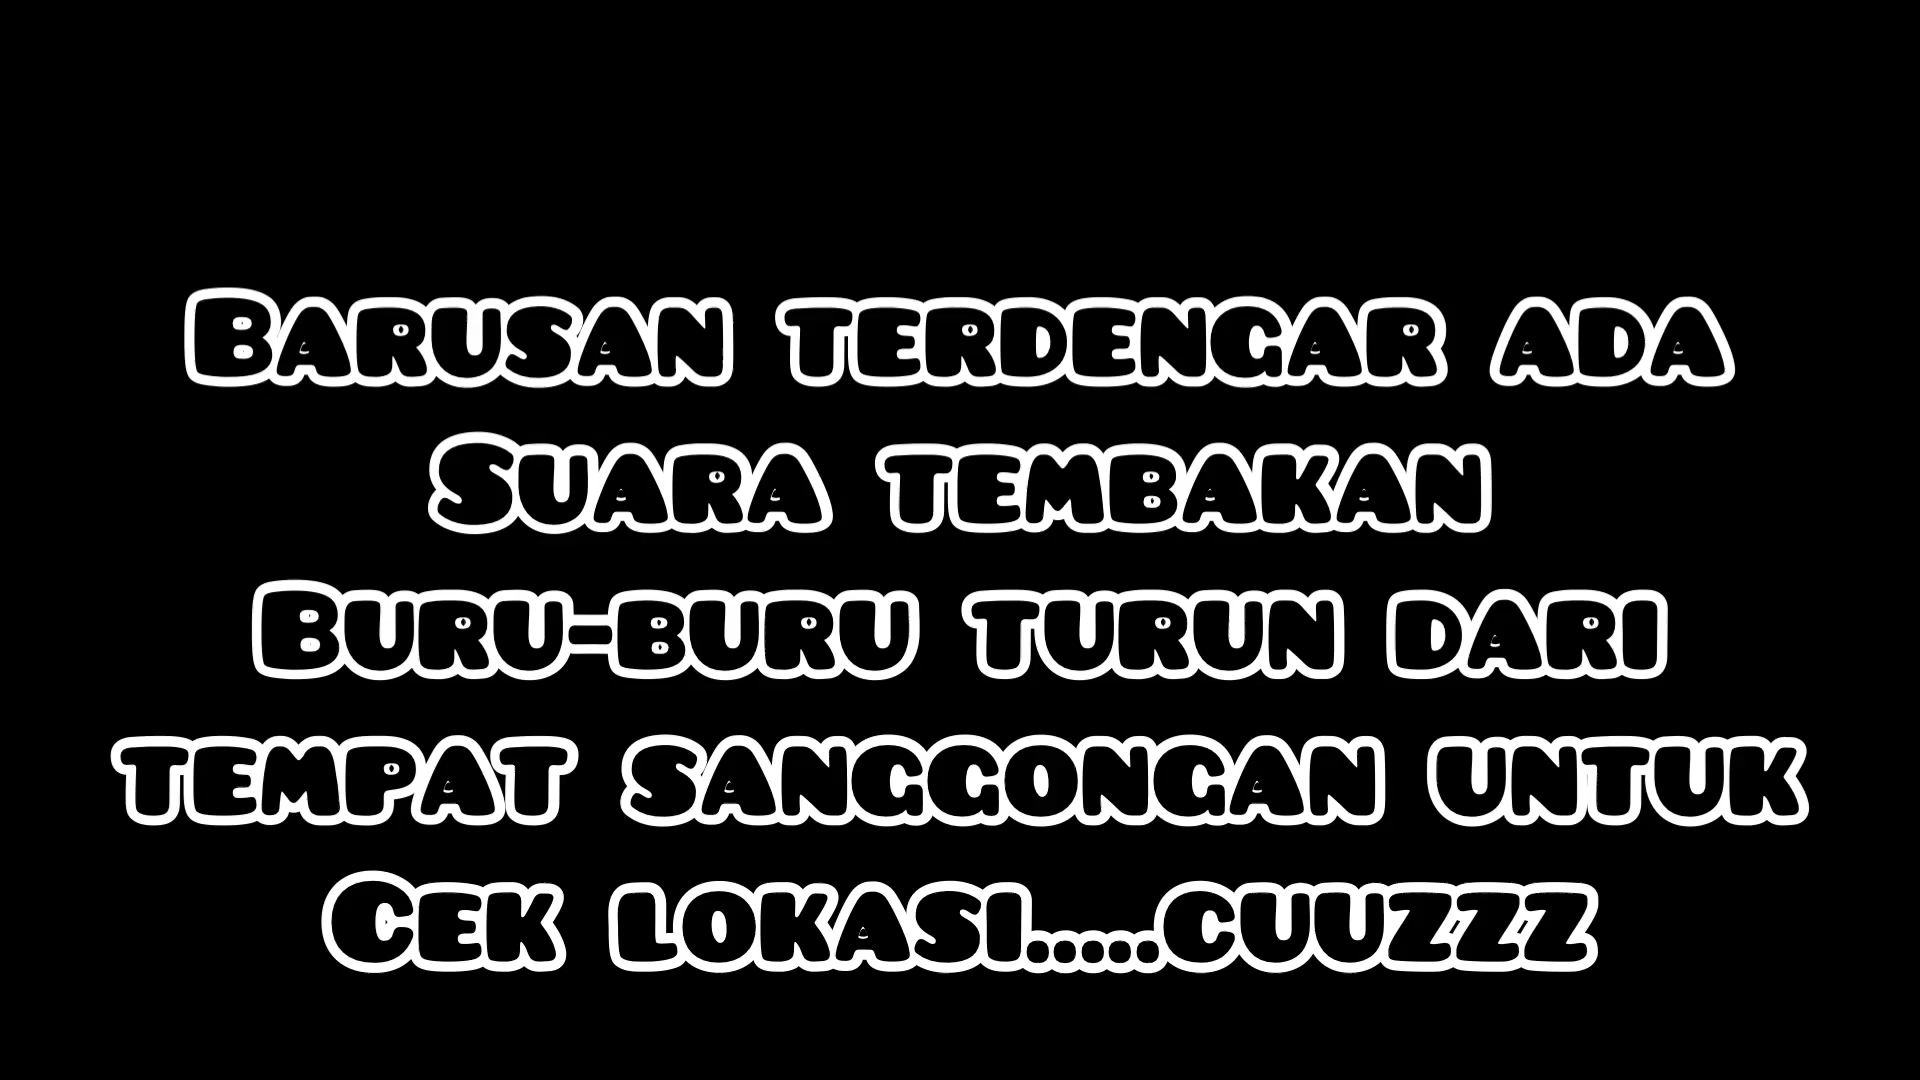 Barusan terdengar ada
Suara tembakan
Buru-buru turun dari
tempat sanggongan untuk
Cek lokasi.....cuuzzz